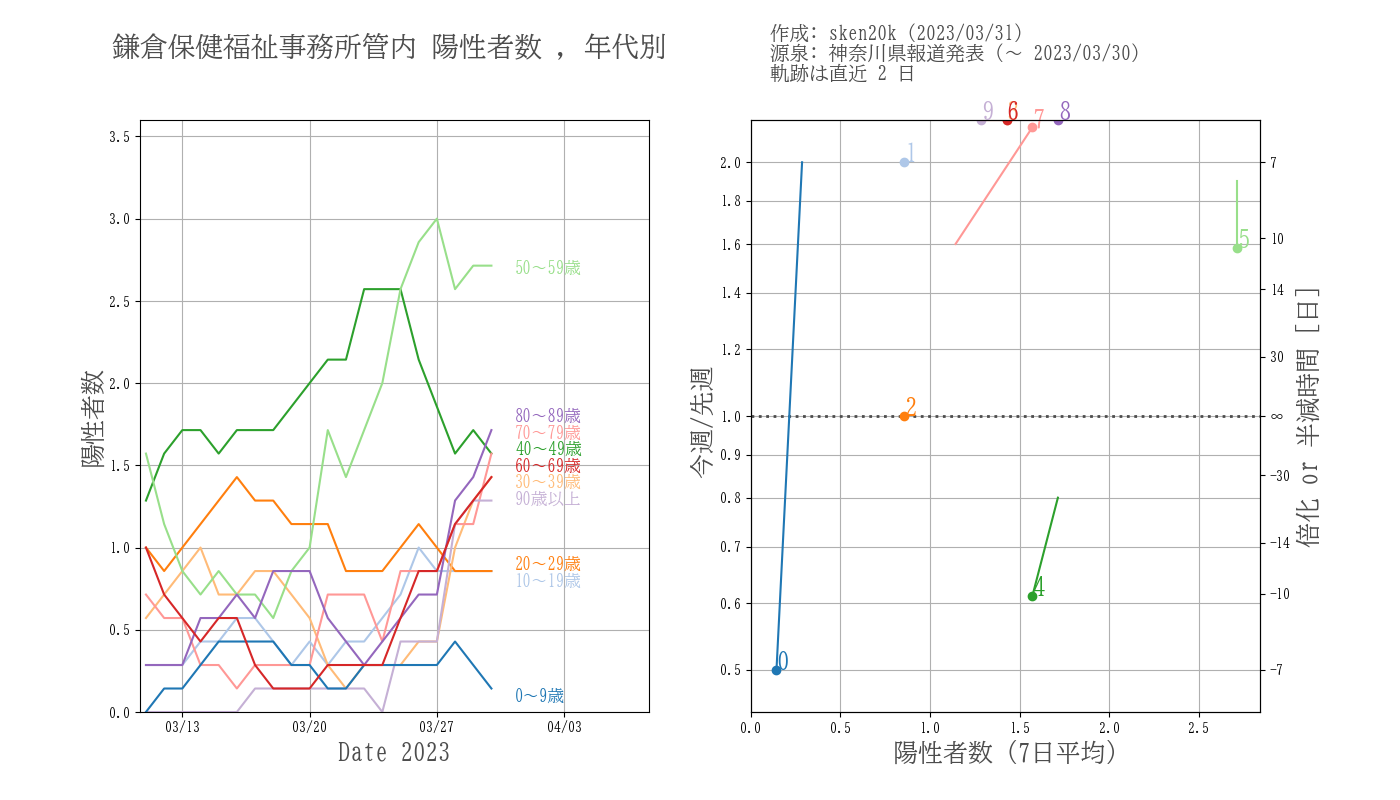 鎌倉保健福祉事務所管内 陽性者数 , 年代別
作成: sken20k (2023/03/31)
源泉: 神奈川県報道発表 (～ 2023/03/30)
軌跡は直近 2 日
陽性者数
3.5
3.0
2.5
2.0
1.5
1.0
0.5
0.0
03/13
03/20
03/27
04/03
Date 2023
50～59歳
80～89歳
70～79歳
40～49歳
60～69歳
30～39歳
90歳以上
20～29歳
10～19歳
0～9歳
今週/先週
2.0
1.8
1.6
1.4
1.2
1.0
0.9
0.8
0.7
0.6
0.5
9
6
7
8
1
5
2
4
0
0.0
0.5
1.0
1.5
2.0
2.5
陽性者数 (7日平均)
7
10
14
30
∞
−30
−14
−10
−7
倍化 or 半減時間 [日]